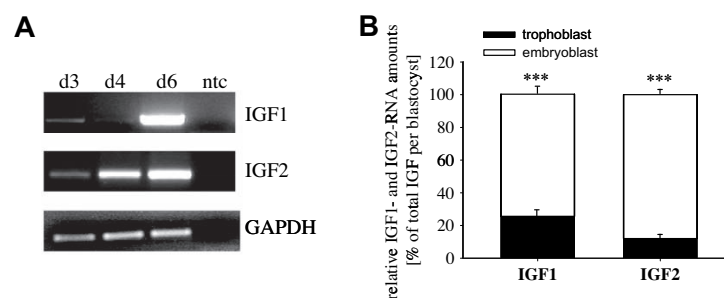 A
d3 d4 d6 ntc
IGF1
IGF2
GAPDH
B
trophoblast
embryoblast
relative IGF1- and IGF2-RNA amounts
[% of total IGF per blastocyst]
120
100
80
60
40
20
0
*** ***
IGF1 IGF2